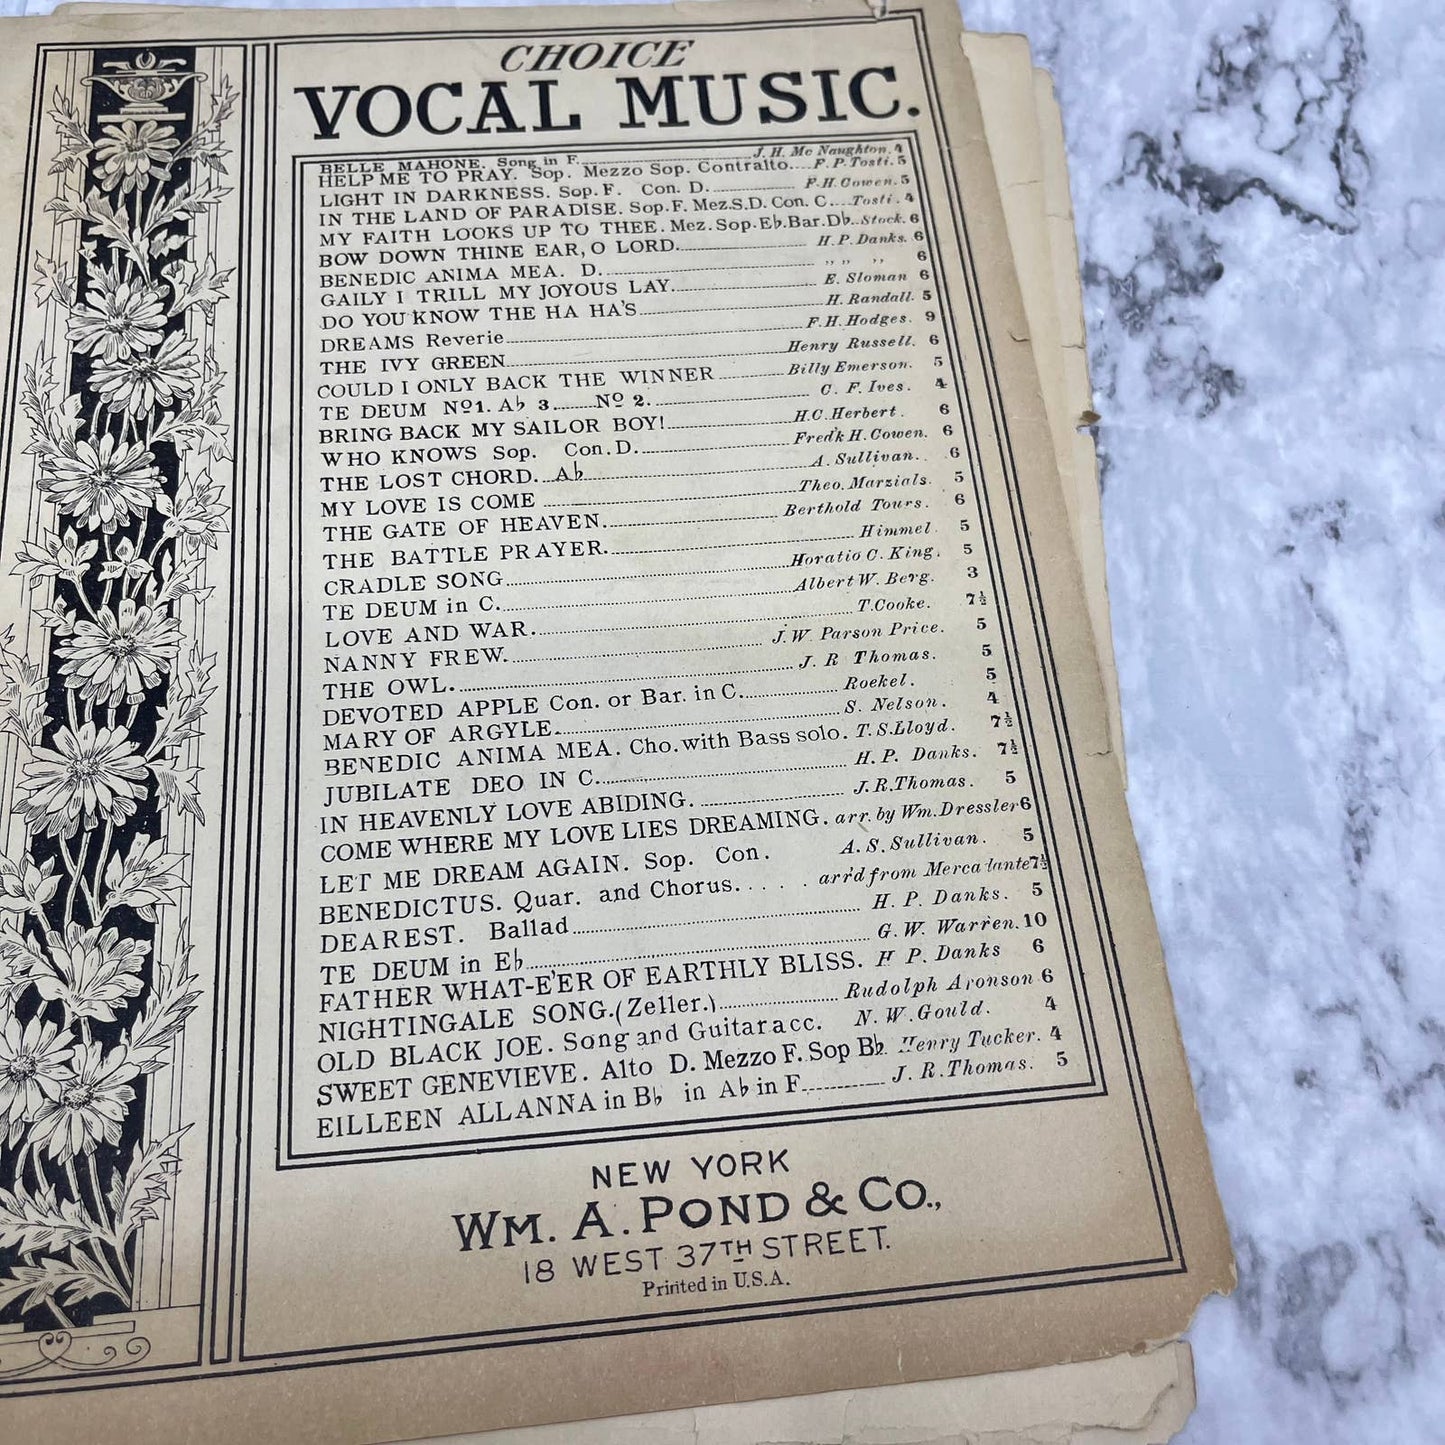 CHOICE
VOCAL MUSIC.
BELLE MAHONE. Song in F. J. H. Mc Naughton. 4
HELP ME TO PRAY. Sop. Mezzo Sop. Contralto. F. P. Tosti. 5
LIGHT IN DARKNESS. Sop. F. Con. D. F. H. Cowen. 5
IN THE LAND OF PARADISE. Sop. F. Mez. S. D. Con. C. Tosti. 4
MY FAITH LOOKS UP TO THEE. Mez. Sop. E♭. Bar. D♭. Stock. 6
BOW DOWN THINE EAR, O LORD. H. P. Danks. 6
BENEDIC ANIMA MEA. D. ,, ,, ,, 6
GAILY I TRILL MY JOYOUS LAY. E. Sloman 6
DO YOU KNOW THE HA HA'S H. Randall. 5
DREAMS Reverie F. H. Hodges. 9
THE IVY GREEN Henry Russell. 6
COULD I ONLY BACK THE WINNER Billy Emerson. 5
TE DEUM No 1. A♭ 3 No 2. C. F. Ives. 4
BRING BACK MY SAILOR BOY! H. C. Herbert. 6
WHO KNOWS Sop. Con. D. Fred'k H. Cowen. 6
THE LOST CHORD. A♭ A. Sullivan. 6
MY LOVE IS COME Theo. Marzials. 5
THE GATE OF HEAVEN. Berthold Tours. 6
THE BATTLE PRAYER. Himmel. 5
CRADLE SONG Horatio C. King. 5
TE DEUM in C. Albert W. Berg. 3
LOVE AND WAR. T. Cooke. 7½
NANNY FREW. J. W. Parson Price. 5
THE OWL. J. R Thomas. 5
DEVOTED APPLE Con. or Bar. in C. Roekel. 5
MARY OF ARGYLE. S. Nelson. 4
BENEDIC ANIMA MEA. Cho. with Bass solo. T. S. Lloyd. 7½
JUBILATE DEO IN C. H. P. Danks. 7½
IN HEAVENLY LOVE ABIDING. J. R. Thomas. 5
COME WHERE MY LOVE LIES DREAMING. arr. by Wm. Dressler 6
LET ME DREAM AGAIN. Sop. Con. A. S. Sullivan. 5
BENEDICTUS. Quar. and Chorus. arr'd from Mercadante 7½
DEAREST. Ballad H. P. Danks. 5
TE DEUM in E♭ G. W. Warren. 10
FATHER WHAT-E'ER OF EARTHLY BLISS. H P. Danks 6
NIGHTINGALE SONG. (Zeller.) Rudolph Aronson 6
OLD BLACK JOE. Song and Guitar acc. N. W. Gould. 4
SWEET GENEVIEVE. Alto D. Mezzo F. Sop B♭. Henry Tucker. 4
EILLEEN ALLANNA in B♭ in A♭ in F J. R. Thomas. 5
NEW YORK
WM. A. POND & CO.,
18 WEST 37TH STREET.
Printed in U.S.A.